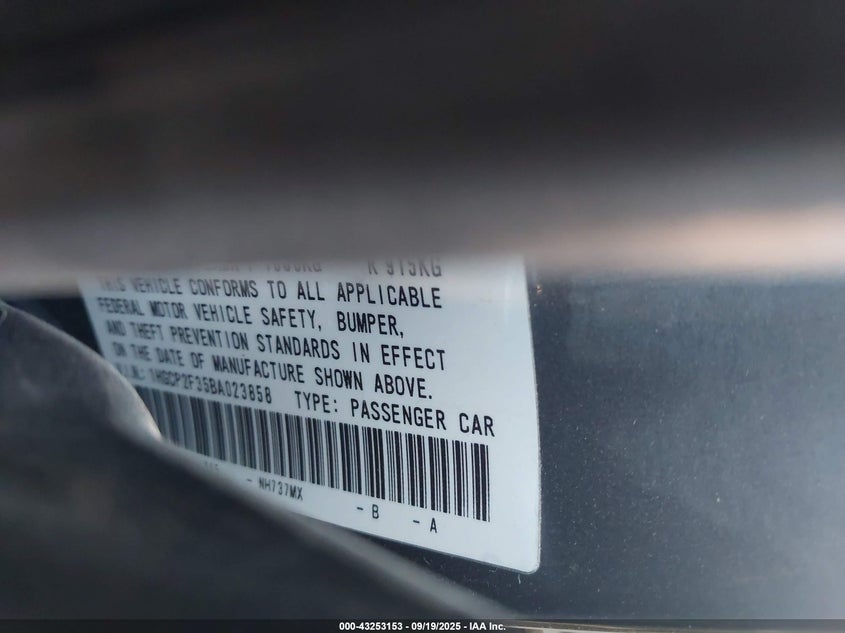 R 915KG
THIS VEHICLE CONFORMS TO ALL APPLICABLE
FEDERAL MOTOR VEHICLE SAFETY, BUMPER,
AND THEFT PREVENTION STANDARDS IN EFFECT
ON THE DATE OF MANUFACTURE SHOWN ABOVE.
1HGCP2F35BA023858 TYPE: PASSENGER CAR
- NH737MX
-B -A
000-43253153 - 09/19/2025 - IAA Inc.